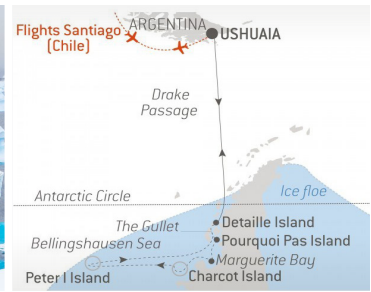 ARGENTINA
Flights Santiago
(Chile)
USHUAIA
Drake
Passage
Antarctic Circle
Ice floe
The Gullet
Detaille Island
Bellingshausen Sea
Pourquoi Pas Island
Marguerite Bay
Peter I Island
Charcot Island